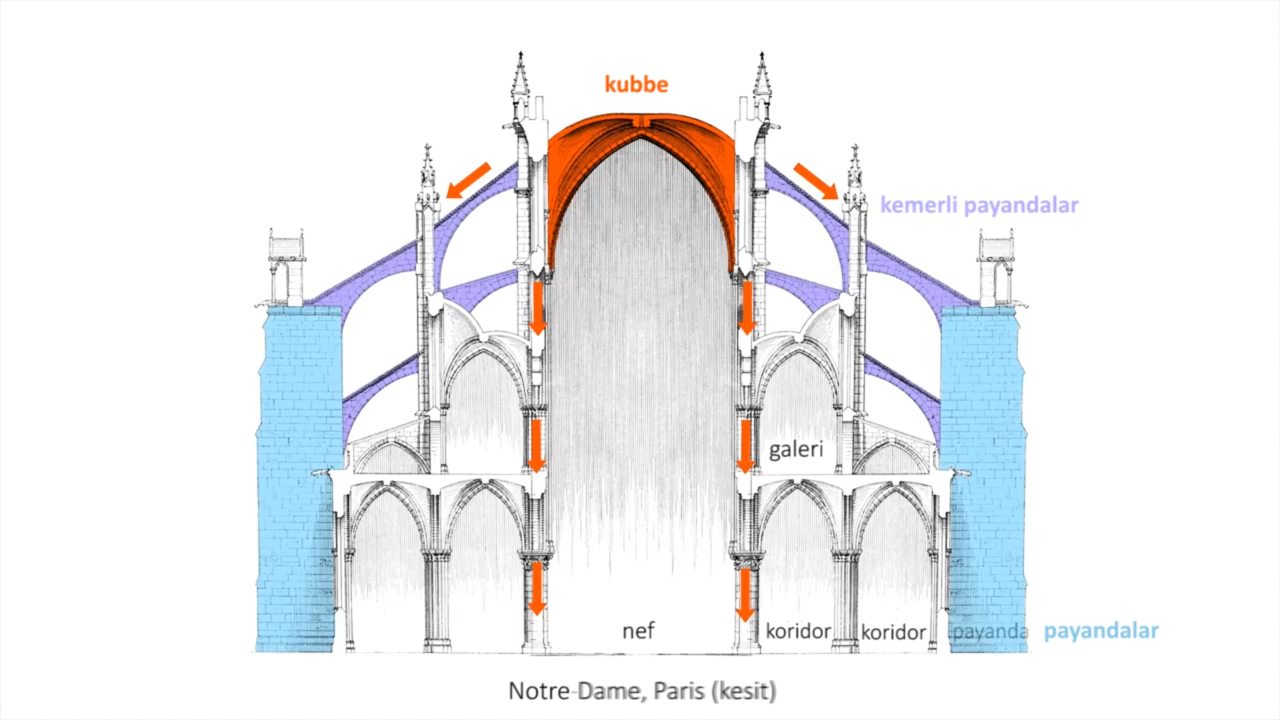 kubbe
kemerli payandalar
galeri
nef
koridor
koridor
payanda
payandalar
Notre-Dame, Paris (kesit)